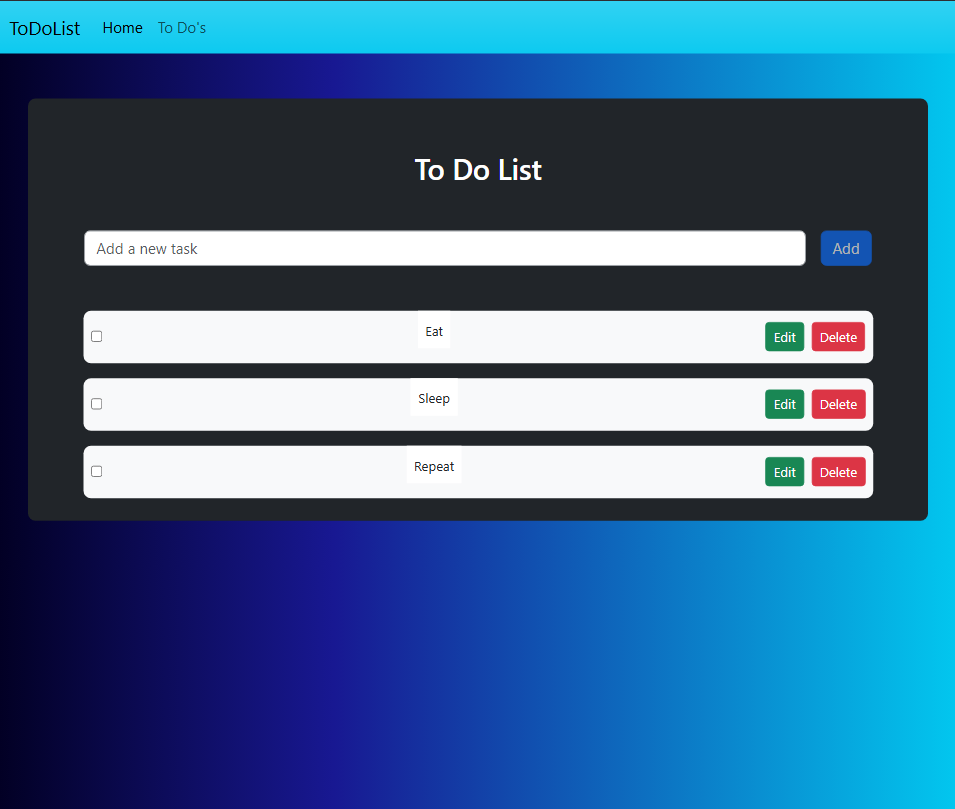 ToDoList Home To Do's
To Do List
Add a new task Add
Eat Edit Delete
Sleep Edit Delete
Repeat Edit Delete